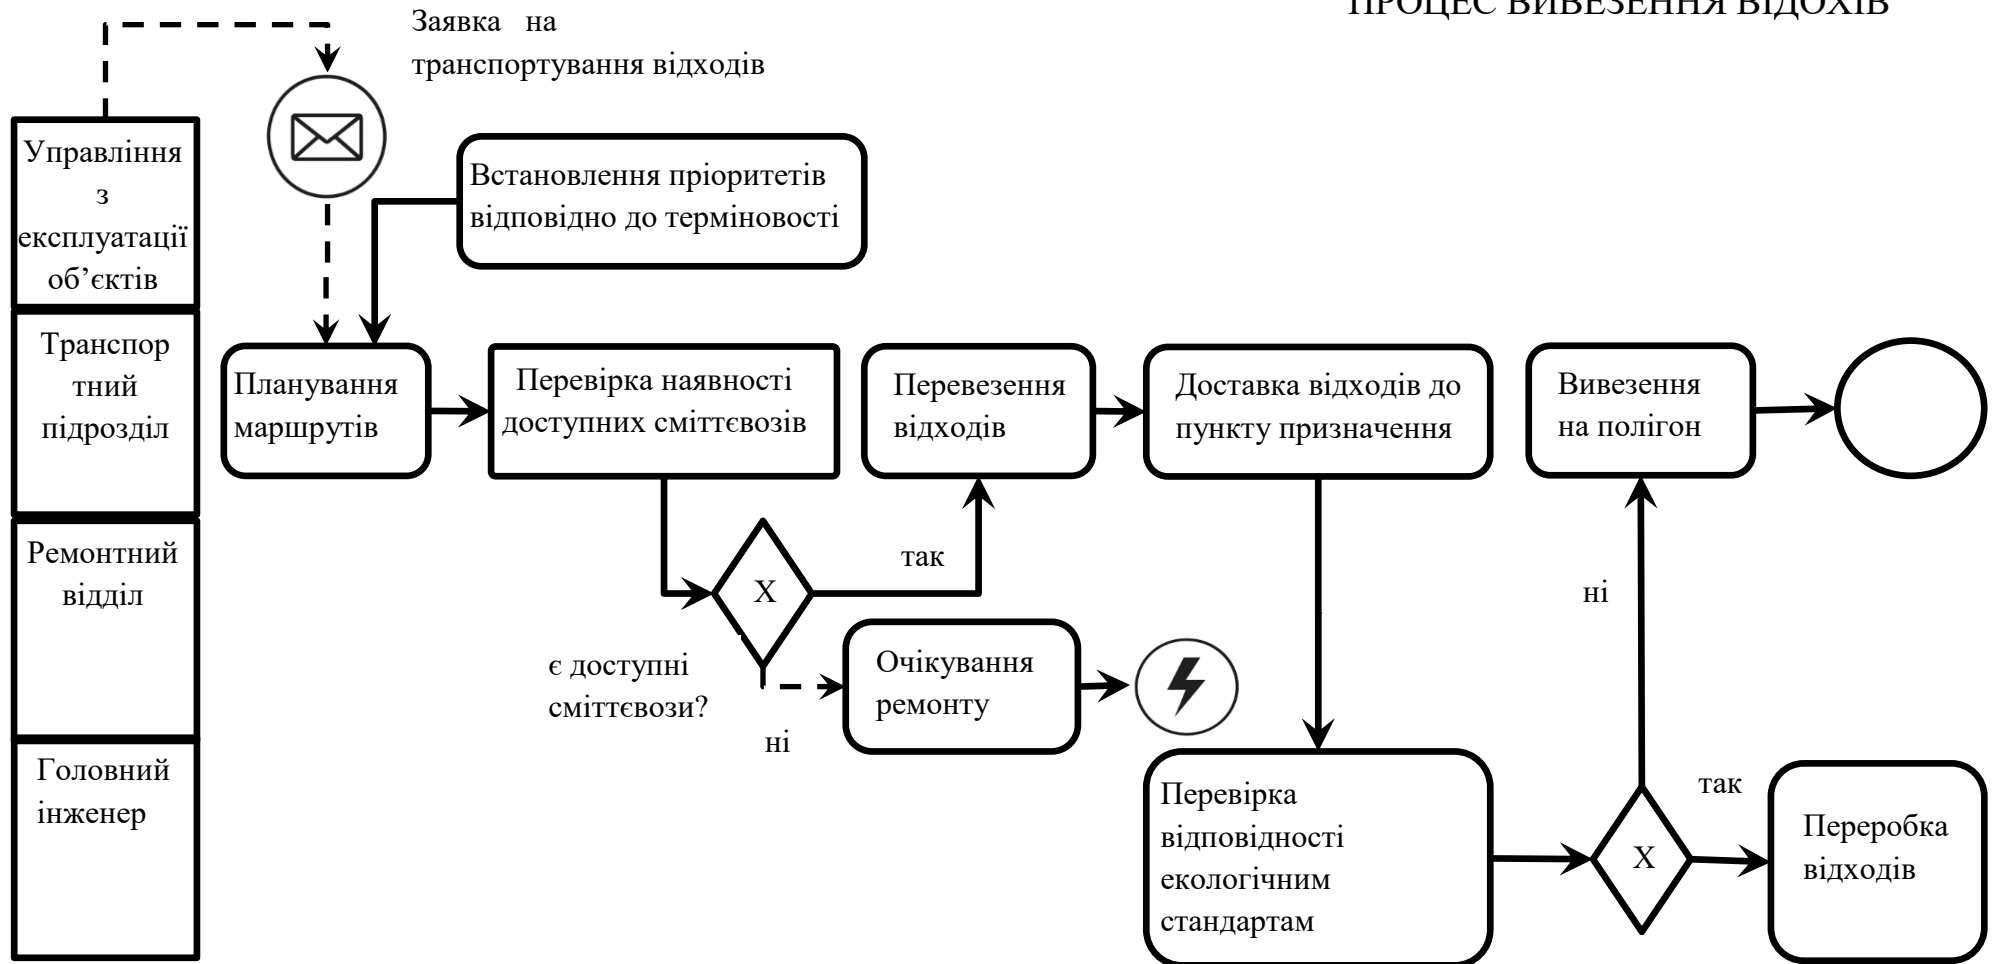 ПРОЦЕС ВИВЕЗЕННЯ ВІДОХІВ
Заявка на
транспортування відходів
Управління
з
експлуатації
об’єктів
Встановлення пріоритетів
відповідно до терміновості
Транспор
тний
підрозділ
Планування
маршрутів
Перевірка наявності
доступних сміттєвозів
Перевезення
відходів
Доставка відходів до
пункту призначення
Вивезення
на полігон
Ремонтний
відділ
X
так
є доступні
сміттєвози?
ні
Очікування
ремонту
ні
Головний
інженер
Перевірка
відповідності
екологічним
стандартам
X
так
Переробка
відходів